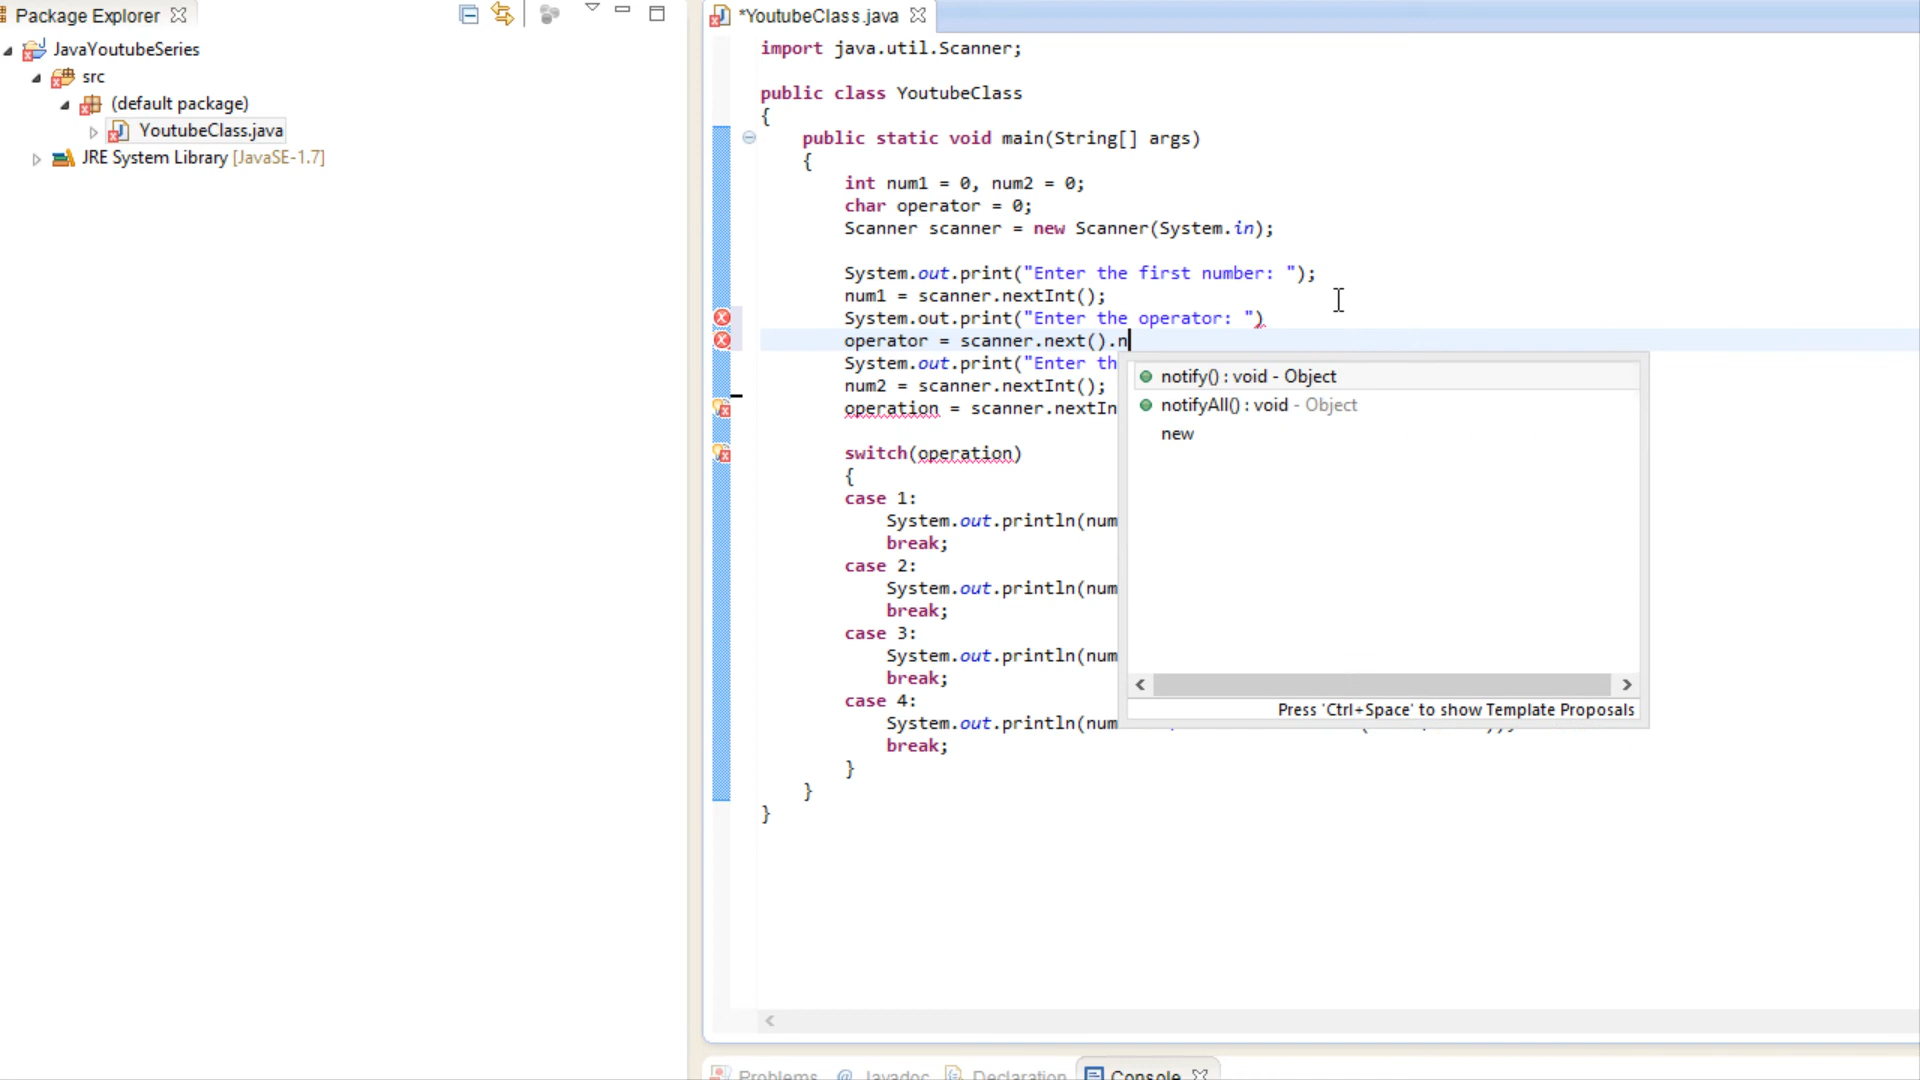 Package Explorer
JavaYoutubeSeries
src
(default package)
YoutubeClass.java
JRE System Library [JavaSE-1.7]
*YoutubeClass.java
import java.util.Scanner;
public class YoutubeClass
{
public static void main(String[] args)
{
int num1 = 0, num2 = 0;
char operator = 0;
Scanner scanner = new Scanner(System.in);
System.out.print("Enter the first number: ");
num1 = scanner.nextInt();
System.out.print("Enter the operator: ")
operator = scanner.next().n
System.out.print("Enter th
num2 = scanner.nextInt();
operation = scanner.nextIn
switch(operation)
{
case 1:
System.out.println(num
break;
case 2:
System.out.println(num
break;
case 3:
System.out.println(num
break;
case 4:
System.out.println(num
break;
}
}
}
notify() : void - Object
notifyAll() : void - Object
new
Press 'Ctrl+Space' to show Template Proposals
Problems @ Javadoc Declaration Console